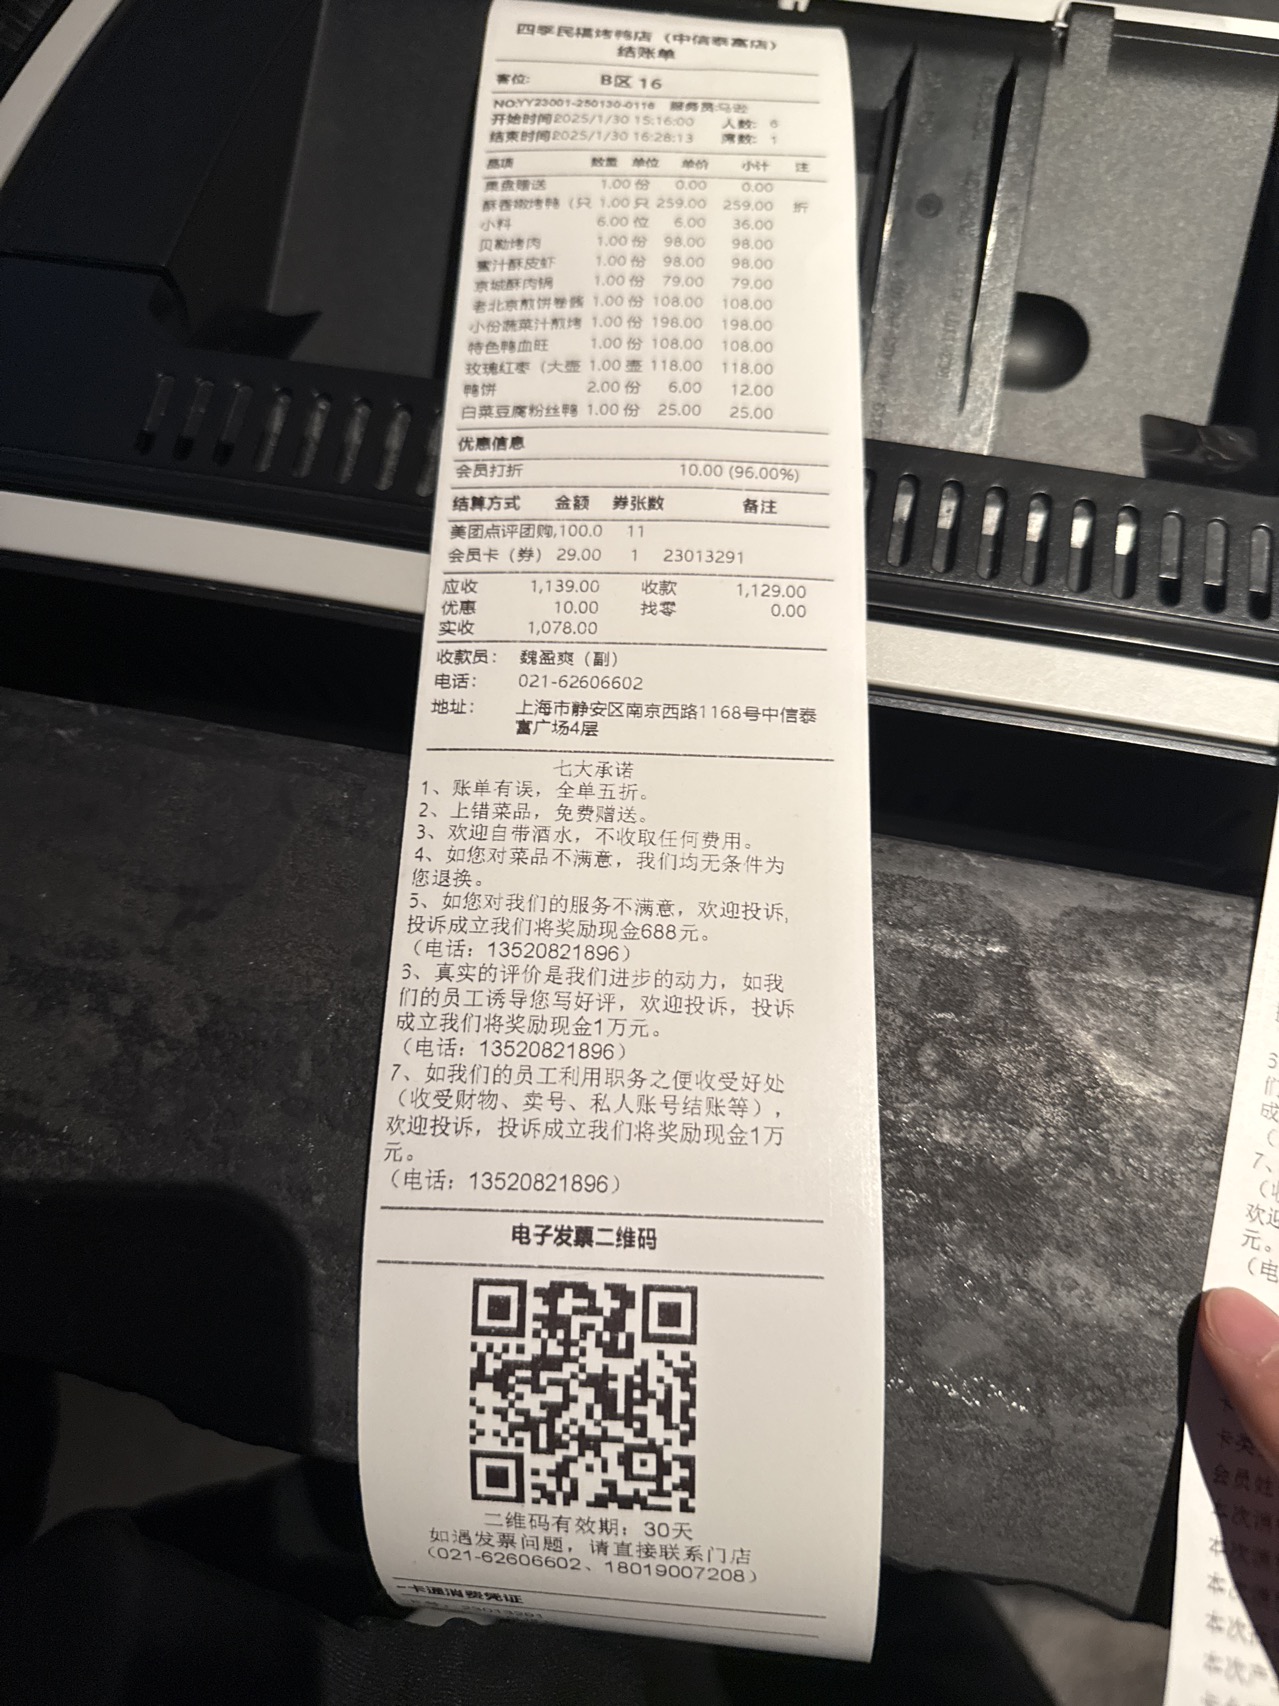 四季民福烤鸭店（中信泰富店）
结账单
客位： B区 16
NO:YY23001-250130-0116 服务员:马
开始时间2025/1/30 15:16:00 人数： 6
结束时间2025/1/30 16:28:13 席数： 1
品项 数量 单位 单价 小计 注
果盘赠送 1.00 份 0.00 0.00
酥香嫩烤鸭（只 1.00 只 259.00 259.00 折
小料 6.00 位 6.00 36.00
贝勒烤肉 1.00 份 98.00 98.00
蜜汁酥皮虾 1.00 份 98.00 98.00
京城酥肉锅 1.00 份 79.00 79.00
老北京煎饼卷酱 1.00 份 108.00 108.00
小份蔬菜汁煎烤 1.00 份 198.00 198.00
特色鸭血旺 1.00 份 108.00 108.00
玫瑰红枣（大壶 1.00 壶 118.00 118.00
鸭饼 2.00 份 6.00 12.00
白菜豆腐粉丝鸭 1.00 份 25.00 25.00
优惠信息
会员打折 10.00 (96.00%)
结算方式 金额 券张数 备注
美团点评团购,100.0 11
会员卡（券） 29.00 1 23013291
应收 1,139.00 收款 1,129.00
优惠 10.00 找零 0.00
实收 1,078.00
收款员： 魏盈爽（副）
电话： 021-62606602
地址： 上海市静安区南京西路1168号中信泰
富广场4层
七大承诺
1、账单有误，全单五折。
2、上错菜品，免费赠送。
3、欢迎自带酒水，不收取任何费用。
4、如您对菜品不满意，我们均无条件为
您退换。
5、如您对我们的服务不满意，欢迎投诉，
投诉成立我们将奖励现金688元。
（电话：13520821896）
6、真实的评价是我们进步的动力，如我
们的员工诱导您写好评，欢迎投诉，投诉
成立我们将奖励现金1万元。
（电话：13520821896）
7、如我们的员工利用职务之便收受好处
（收受财物、卖号、私人账号结账等），
欢迎投诉，投诉成立我们将奖励现金1万
元。
（电话：13520821896）
电子发票二维码
二维码有效期：30天
如遇发票问题，请直接联系门店
（021-62606602、18019007208）
一卡通消费凭证